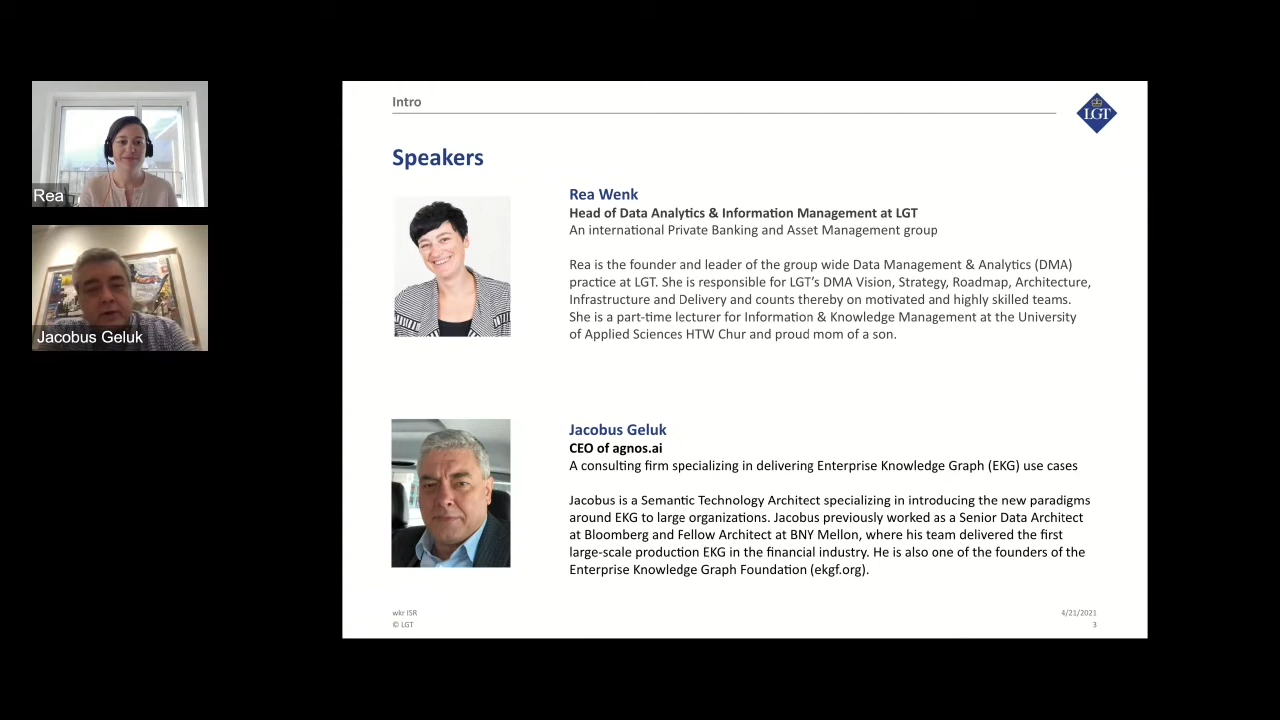 Rea
Jacobus Geluk
Intro
LGT
Speakers
Rea Wenk
Head of Data Analytics & Information Management at LGT
An international Private Banking and Asset Management group
Rea is the founder and leader of the group wide Data Management & Analytics (DMA)
practice at LGT. She is responsible for LGT's DMA Vision, Strategy, Roadmap, Architecture,
Infrastructure and Delivery and counts thereby on motivated and highly skilled teams.
She is a part-time lecturer for Information & Knowledge Management at the University
of Applied Sciences HTW Chur and proud mom of a son.
Jacobus Geluk
CEO of agnos.ai
A consulting firm specializing in delivering Enterprise Knowledge Graph (EKG) use cases
Jacobus is a Semantic Technology Architect specializing in introducing the new paradigms
around EKG to large organizations. Jacobus previously worked as a Senior Data Architect
at Bloomberg and Fellow Architect at BNY Mellon, where his team delivered the first
large-scale production EKG in the financial industry. He is also one of the founders of the
Enterprise Knowledge Graph Foundation (ekgf.org).
wkr ISR
© LGT
4/21/2021
3